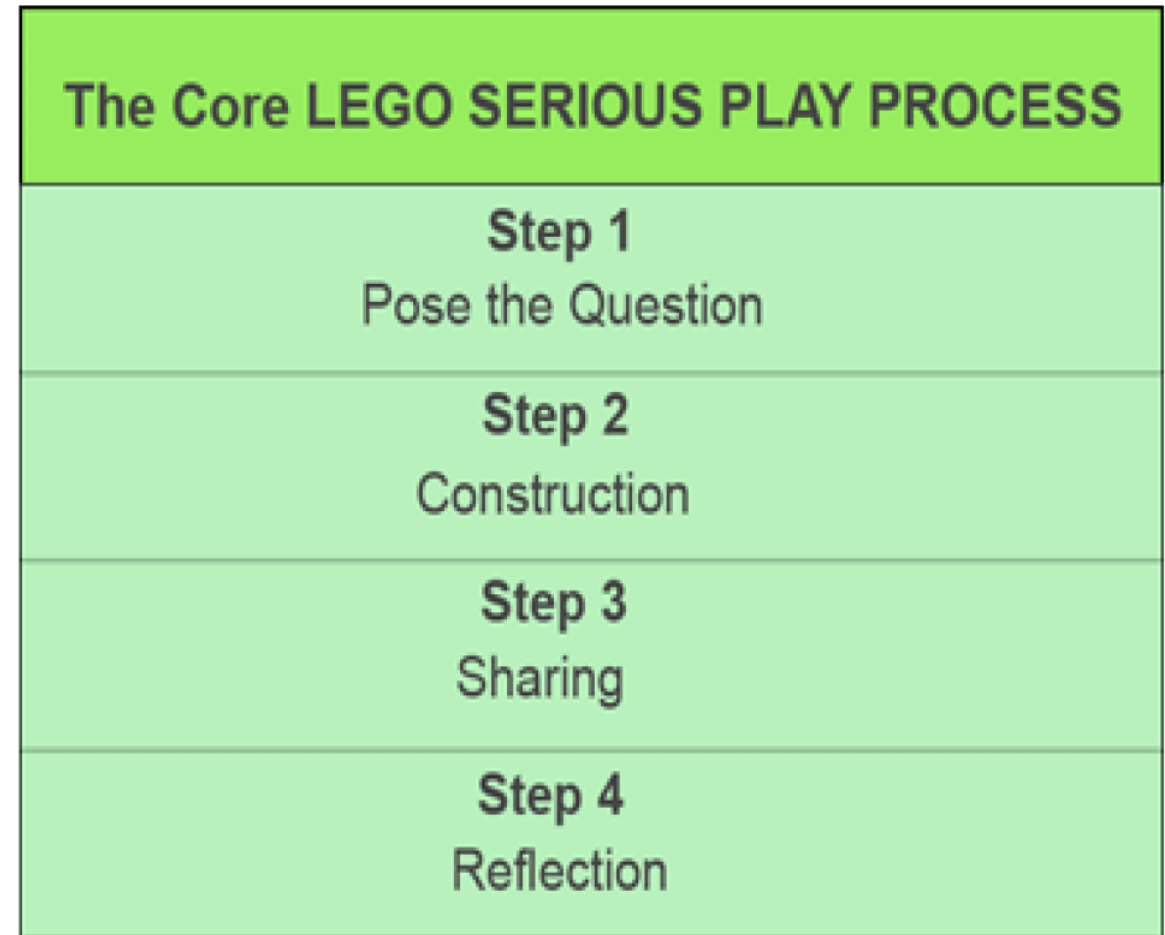 The Core LEGO SERIOUS PLAY PROCESS
Step 1
Pose the Question
Step 2
Construction
Step 3
Sharing
Step 4
Reflection